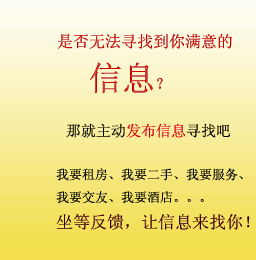 是否无法寻找到你满意的
信息？
那就主动发布信息寻找吧
我要租房、我要二手、我要服务、
我要交友、我要酒店。。。
坐等反馈，让信息来找你！